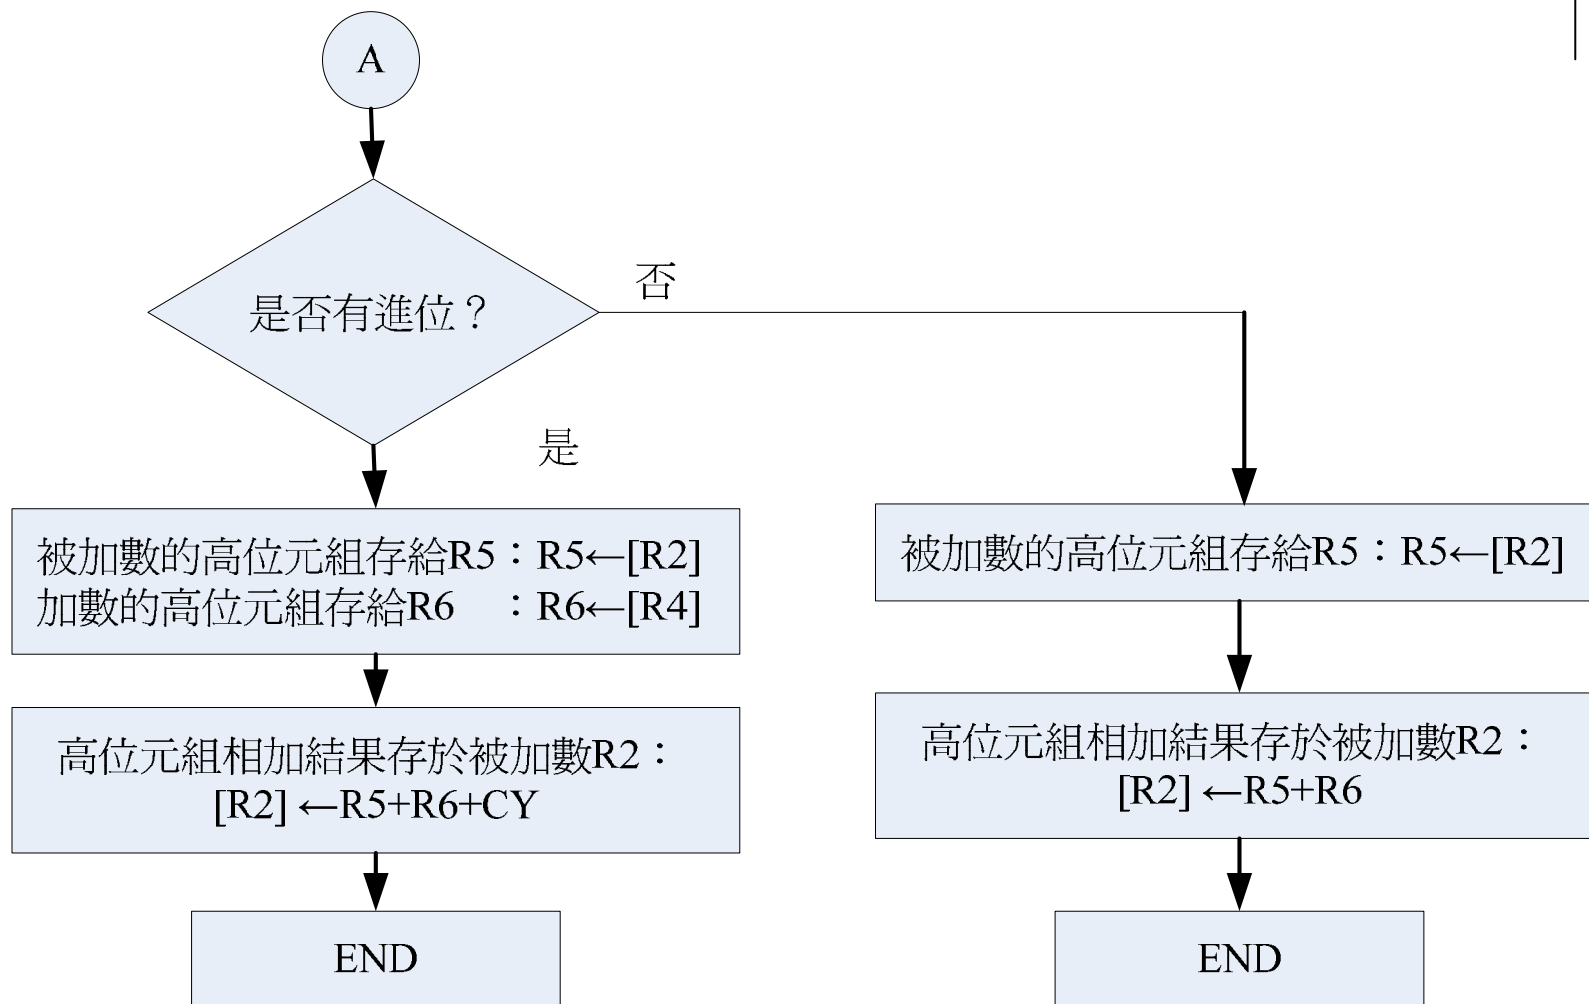 A
是否有進位？
否
是
被加數的高位元組存給R5：R5←[R2]
加數的高位元組存給R6　：R6←[R4]
高位元組相加結果存於被加數R2：
[R2] ←R5+R6+CY
END
被加數的高位元組存給R5：R5←[R2]
高位元組相加結果存於被加數R2：
[R2] ←R5+R6
END